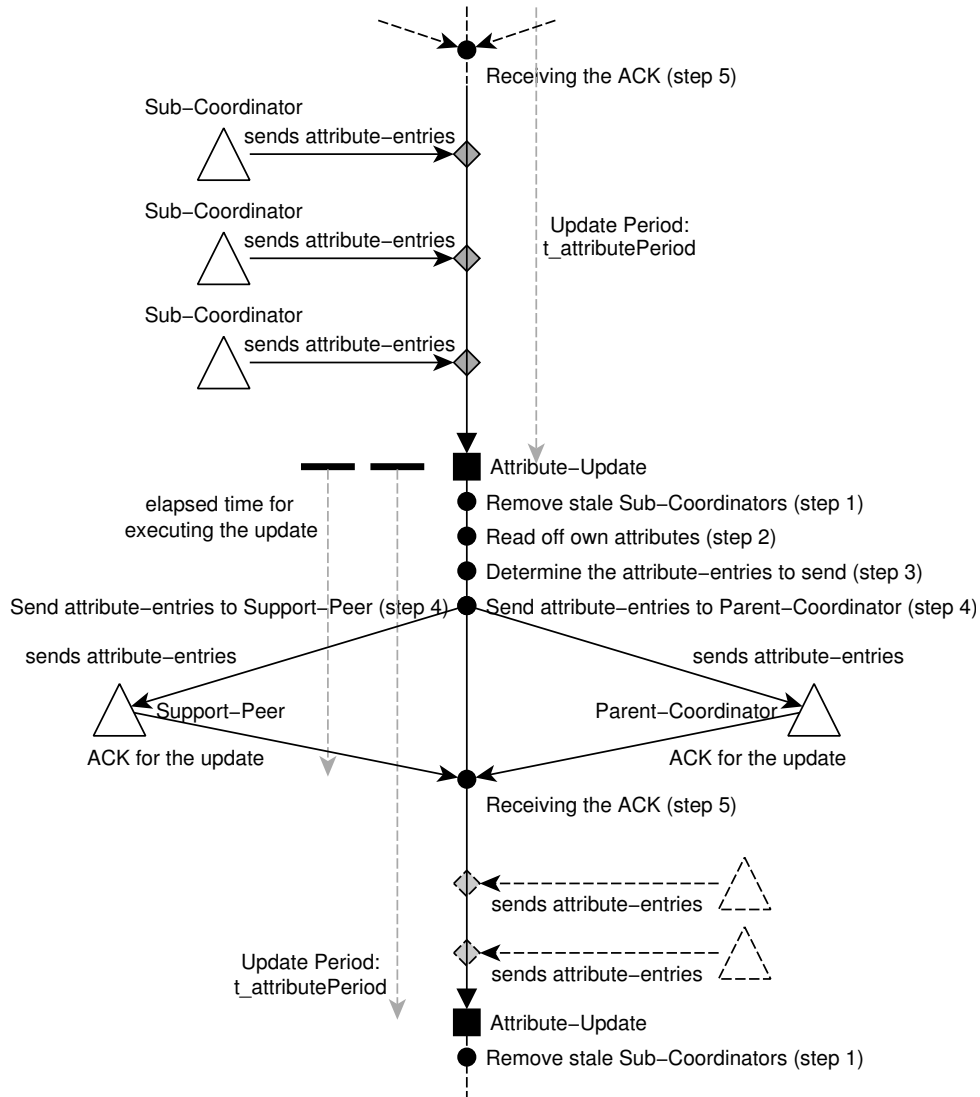 Receiving the ACK (step 5)
Sub−Coordinator
sends attribute−entries
Sub−Coordinator
sends attribute−entries
Update Period:
t_attributePeriod
Sub−Coordinator
sends attribute−entries
Attribute−Update
elapsed time for
executing the update
Remove stale Sub−Coordinators (step 1)
Read off own attributes (step 2)
Determine the attribute−entries to send (step 3)
Send attribute−entries to Support−Peer (step 4)
Send attribute−entries to Parent−Coordinator (step 4)
sends attribute−entries
sends attribute−entries
Support−Peer
Parent−Coordinator
ACK for the update
ACK for the update
Receiving the ACK (step 5)
sends attribute−entries
sends attribute−entries
Update Period:
t_attributePeriod
Attribute−Update
Remove stale Sub−Coordinators (step 1)